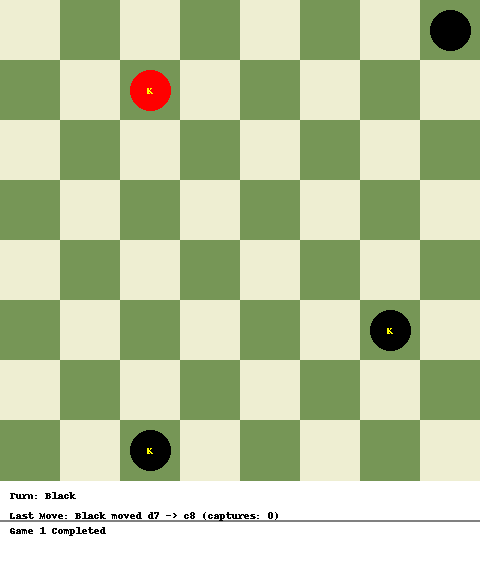 K
K
K
Turn: Black
Last Move: Black moved d7 -> c8 (captures: 0)
Game 1 Completed